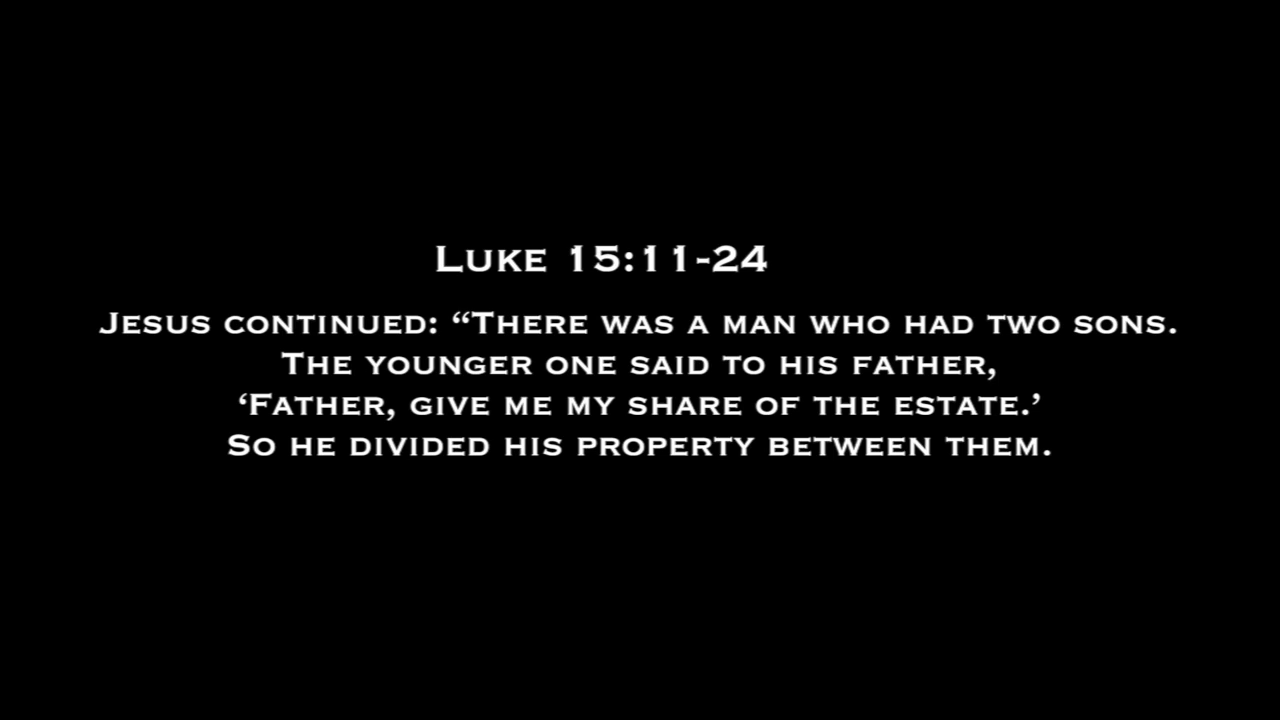 Luke 15:11-24
Jesus continued: “There was a man who had two sons.
The younger one said to his father,
‘Father, give me my share of the estate.’
So he divided his property between them.